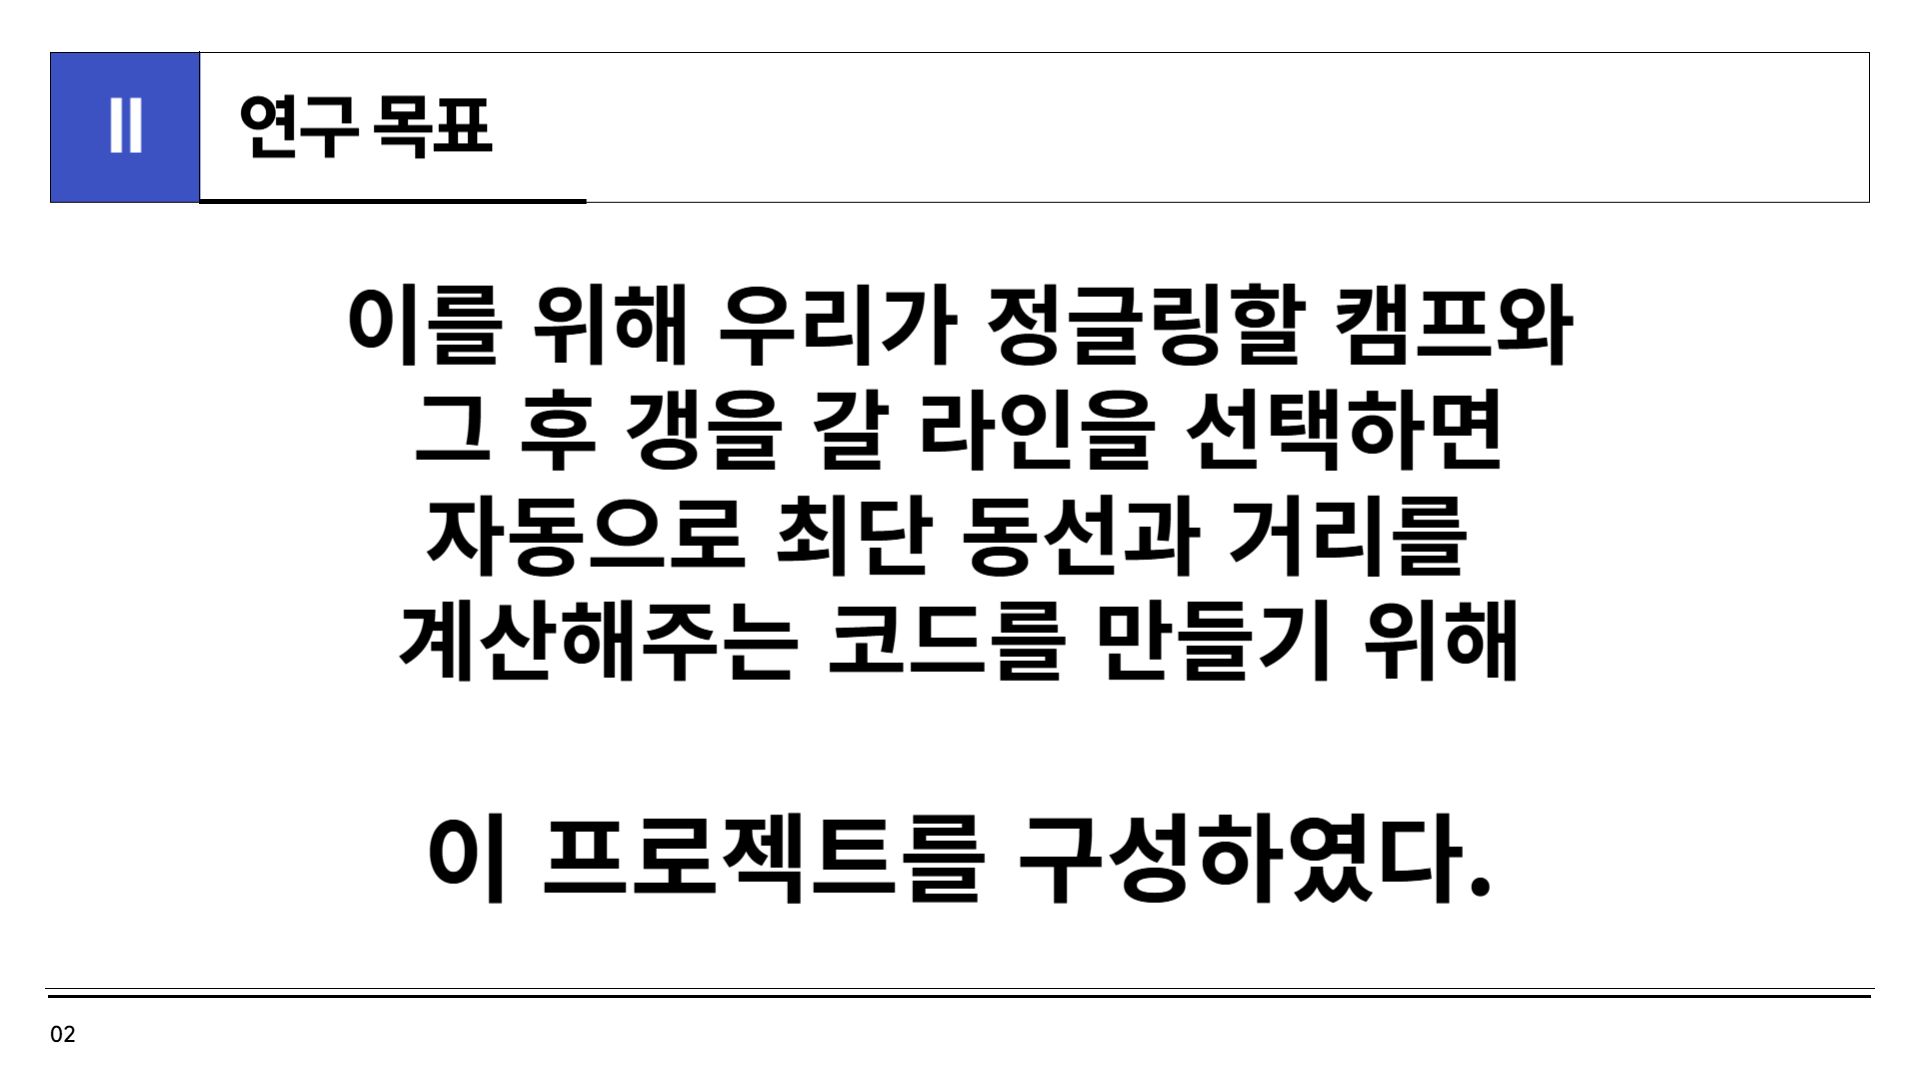 II
연구 목표
이를 위해 우리가 정글링할 캠프와
그 후 갱을 갈 라인을 선택하면
자동으로 최단 동선과 거리를
계산해주는 코드를 만들기 위해
이 프로젝트를 구성하였다.
02